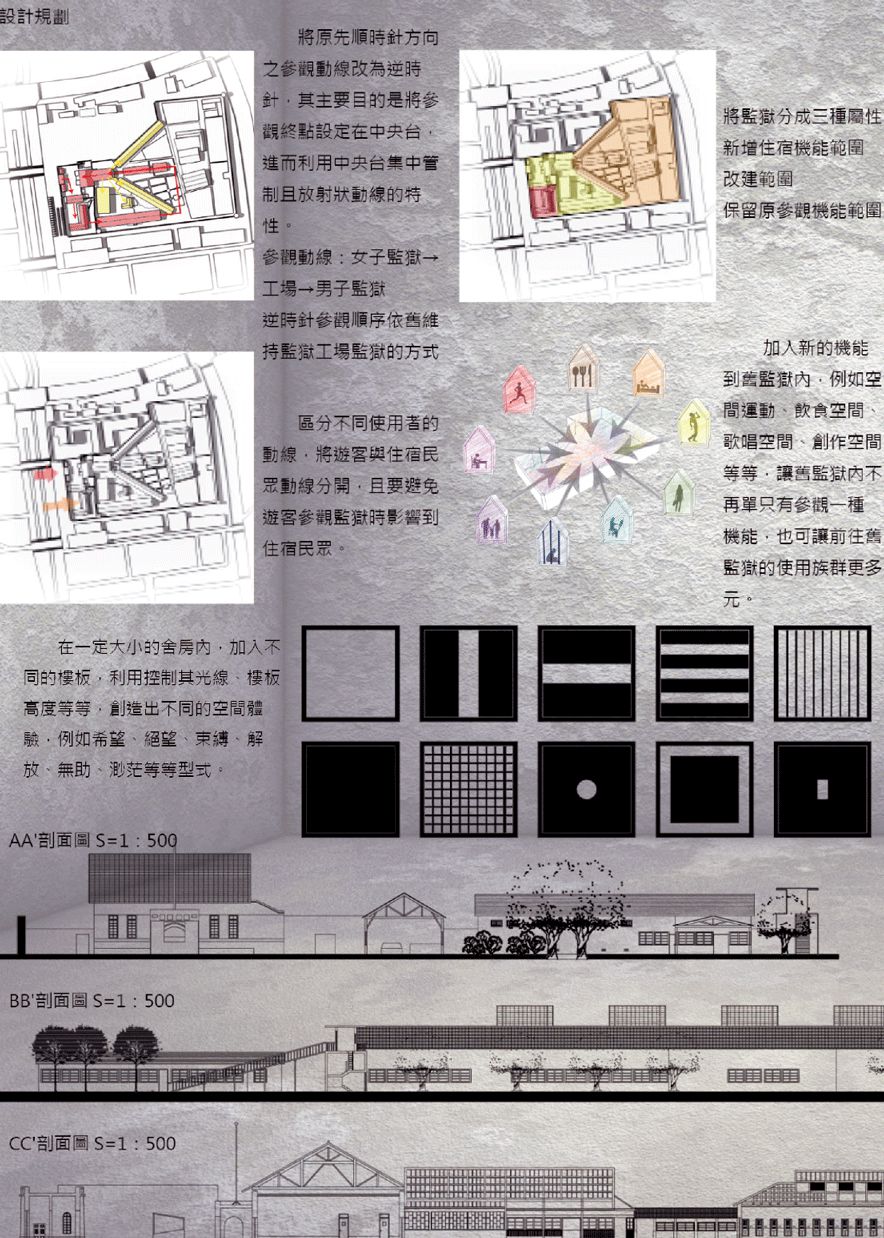 設計規劃
將原先順時針方向
之參觀動線改為逆時
針，其主要目的是將參
觀終點設定在中央台，
進而利用中央台集中管
制且放射狀動線的特
性。
參觀動線：女子監獄→
工場→男子監獄
逆時針參觀順序依舊維
持監獄工場監獄的方式
將監獄分成三種屬性
新增住宿機能範圍
改建範圍
保留原參觀機能範圍
區分不同使用者的
動線，將遊客與住宿民
眾動線分開，且要避免
遊客參觀監獄時影響到
住宿民眾。
加入新的機能
到舊監獄內，例如空
間運動、飲食空間、
歌唱空間、創作空間
等等，讓舊監獄內不
再單只有參觀一種
機能，也可讓前往舊
監獄的使用族群更多
元。
在一定大小的舍房內，加入不
同的樓板，利用控制其光線、樓板
高度等等，創造出不同的空間體
驗，例如希望、絕望、束縛、解
放、無助、渺茫等等型式。
AA'剖面圖 S=1：500
BB'剖面圖 S=1：500
CC'剖面圖 S=1：500